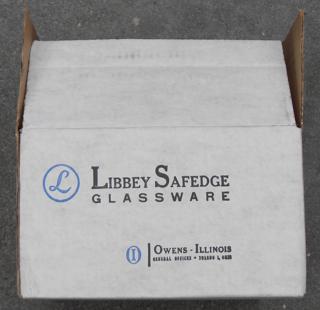 L LIBBEY SAFEDGE
GLASSWARE
I OWENS-ILLINOIS
GENERAL OFFICES • TOLEDO 1, OHIO